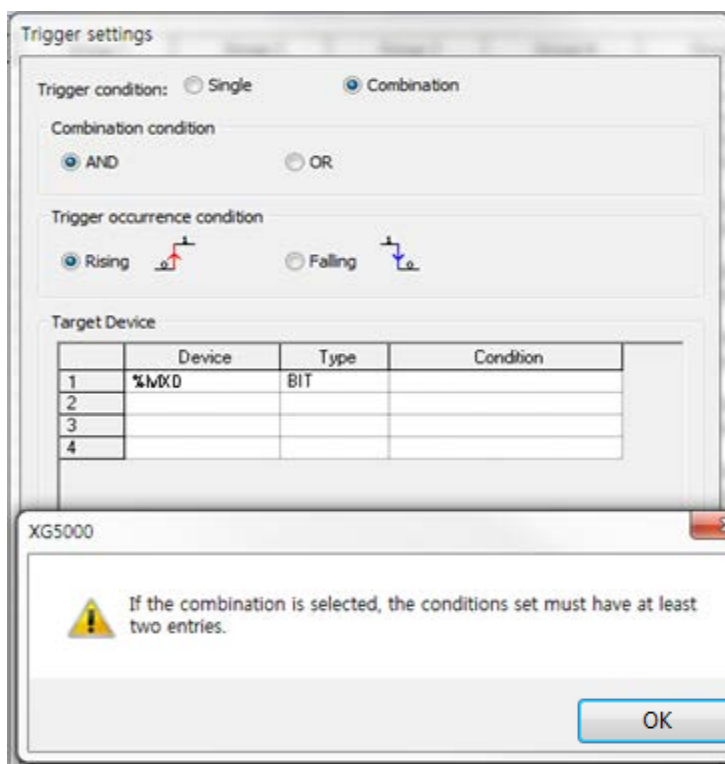 Trigger settings
Trigger condition: Single Combination
Combination condition
AND OR
Trigger occurrence condition
Rising Falling
Target Device
Device Type Condition
1 %MX0 BIT
2
3
4
XG5000
If the combination is selected, the conditions set must have at least
two entries.
OK